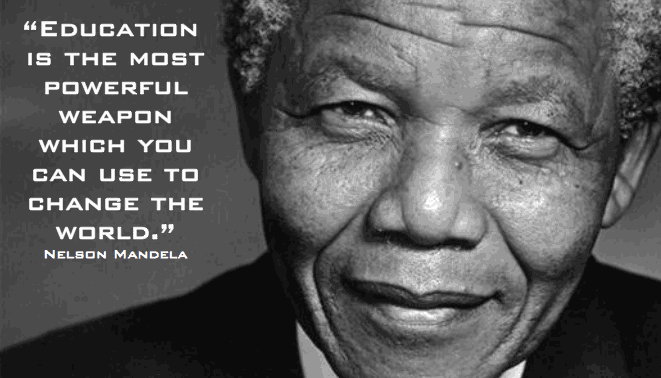 “Education
is the most
powerful
weapon
which you
can use to
change the
world.”
Nelson Mandela